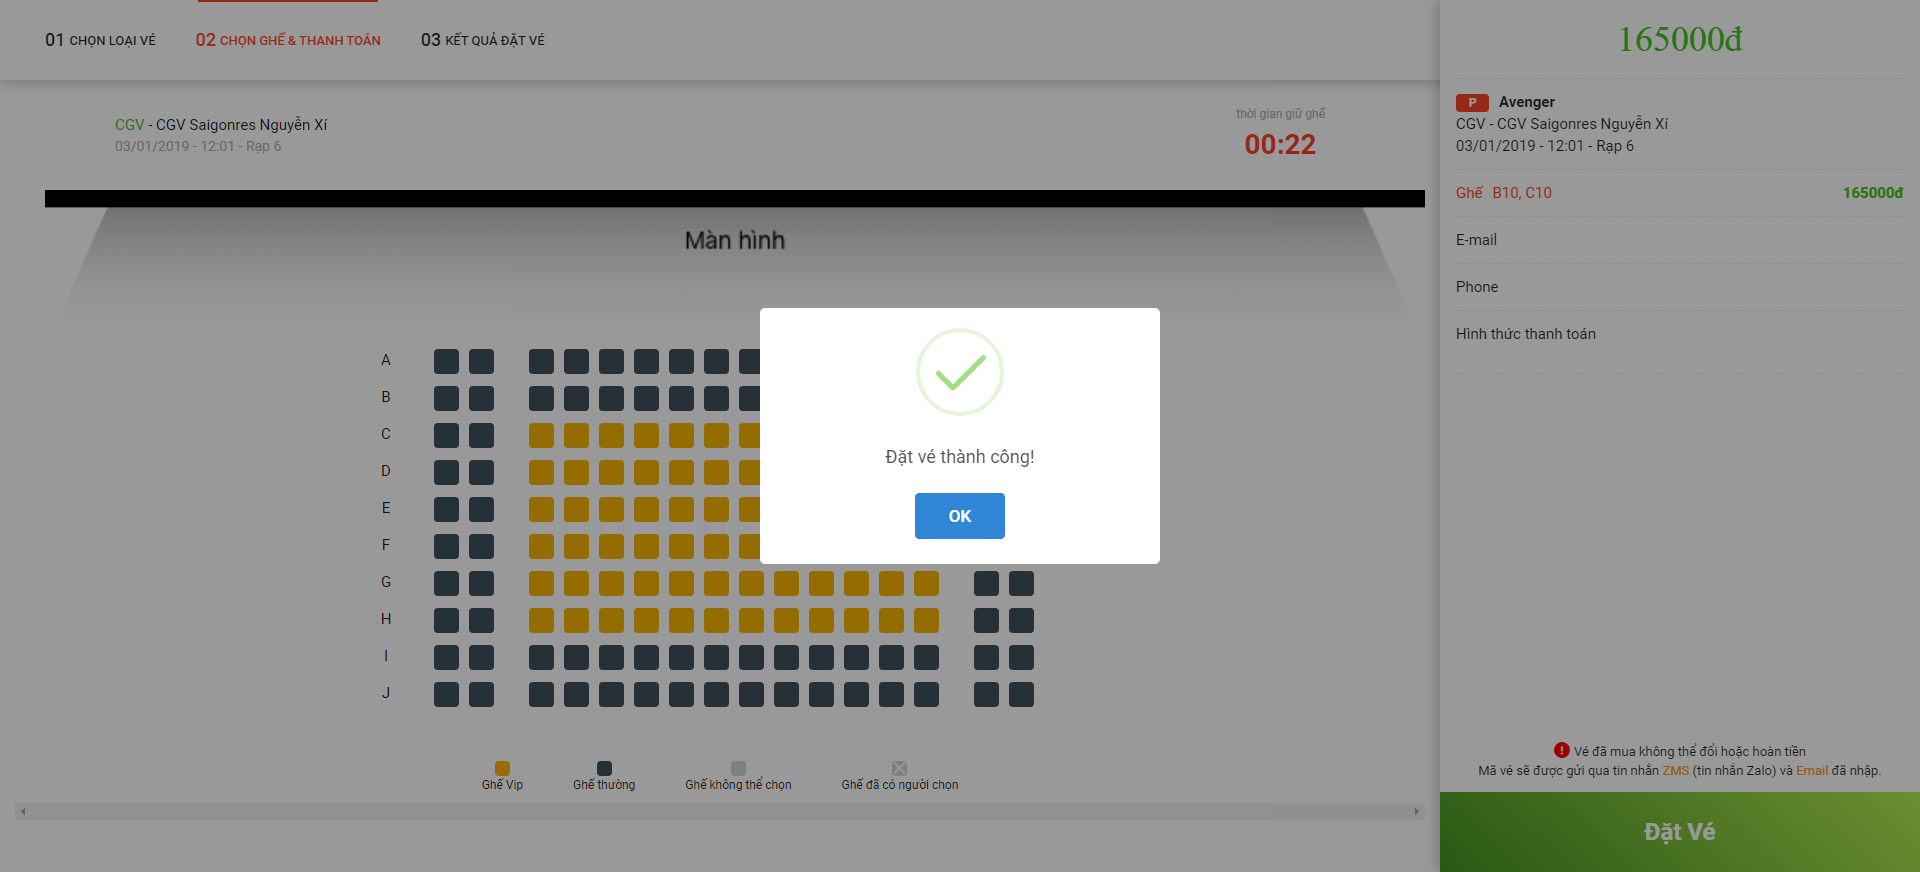 01 CHỌN LOẠI VÉ
02 CHỌN GHẾ & THANH TOÁN
03 KẾT QUẢ ĐẶT VÉ
CGV - CGV Saigonres Nguyễn Xí
03/01/2019 - 12:01 - Rạp 6
thời gian giữ ghế
00:22
Màn hình
A
B
C
D
E
F
G
H
I
J
Đặt vé thành công!
OK
Ghế Vip
Ghế thường
Ghế không thể chọn
Ghế đã có người chọn
165000đ
P Avenger
CGV - CGV Saigonres Nguyễn Xí
03/01/2019 - 12:01 - Rạp 6
Ghế B10, C10 165000đ
E-mail
Phone
Hình thức thanh toán
Vé đã mua không thể đổi hoặc hoàn tiền
Mã vé sẽ được gửi qua tin nhắn ZMS (tin nhắn Zalo) và Email đã nhập.
Đặt Vé